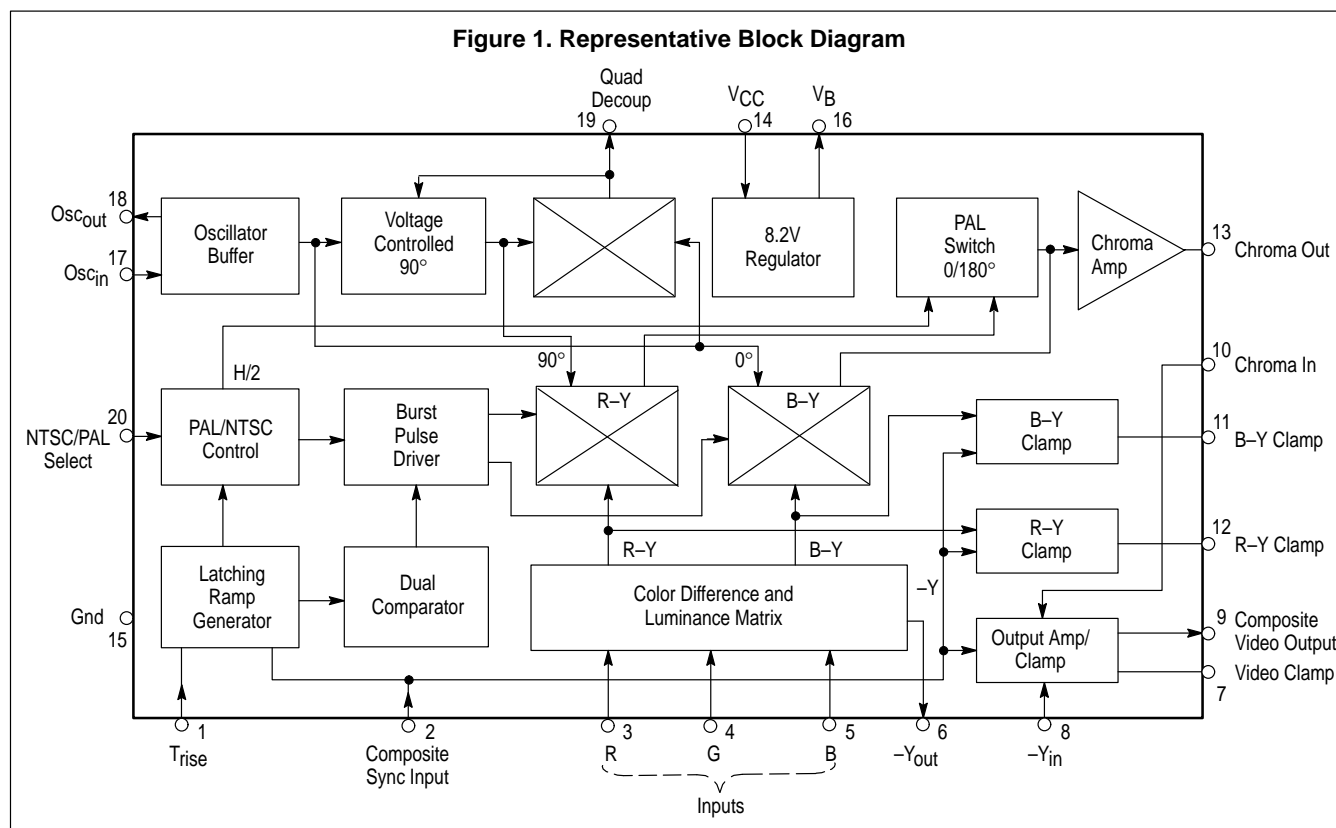 Figure 1. Representative Block Diagram
Quad
Decoup
19
VCC
14
VB
16
18
Oscout
17
Oscin
Oscillator
Buffer
Voltage
Controlled
90°
8.2V
Regulator
PAL
Switch
0/180°
Chroma
Amp
13
Chroma Out
90°
0°
10
Chroma In
H/2
20
NTSC/PAL
Select
PAL/NTSC
Control
Burst
Pulse
Driver
R–Y
B–Y
B–Y
Clamp
11
B–Y Clamp
R–Y
Clamp
12
R–Y Clamp
R–Y
B–Y
–Y
Gnd
15
Latching
Ramp
Generator
Dual
Comparator
Color Difference and
Luminance Matrix
Output Amp/
Clamp
9
Composite
Video Output
Video Clamp
7
1
Trise
2
Composite
Sync Input
3
R
4
G
5
B
6
–Yout
8
–Yin
Inputs